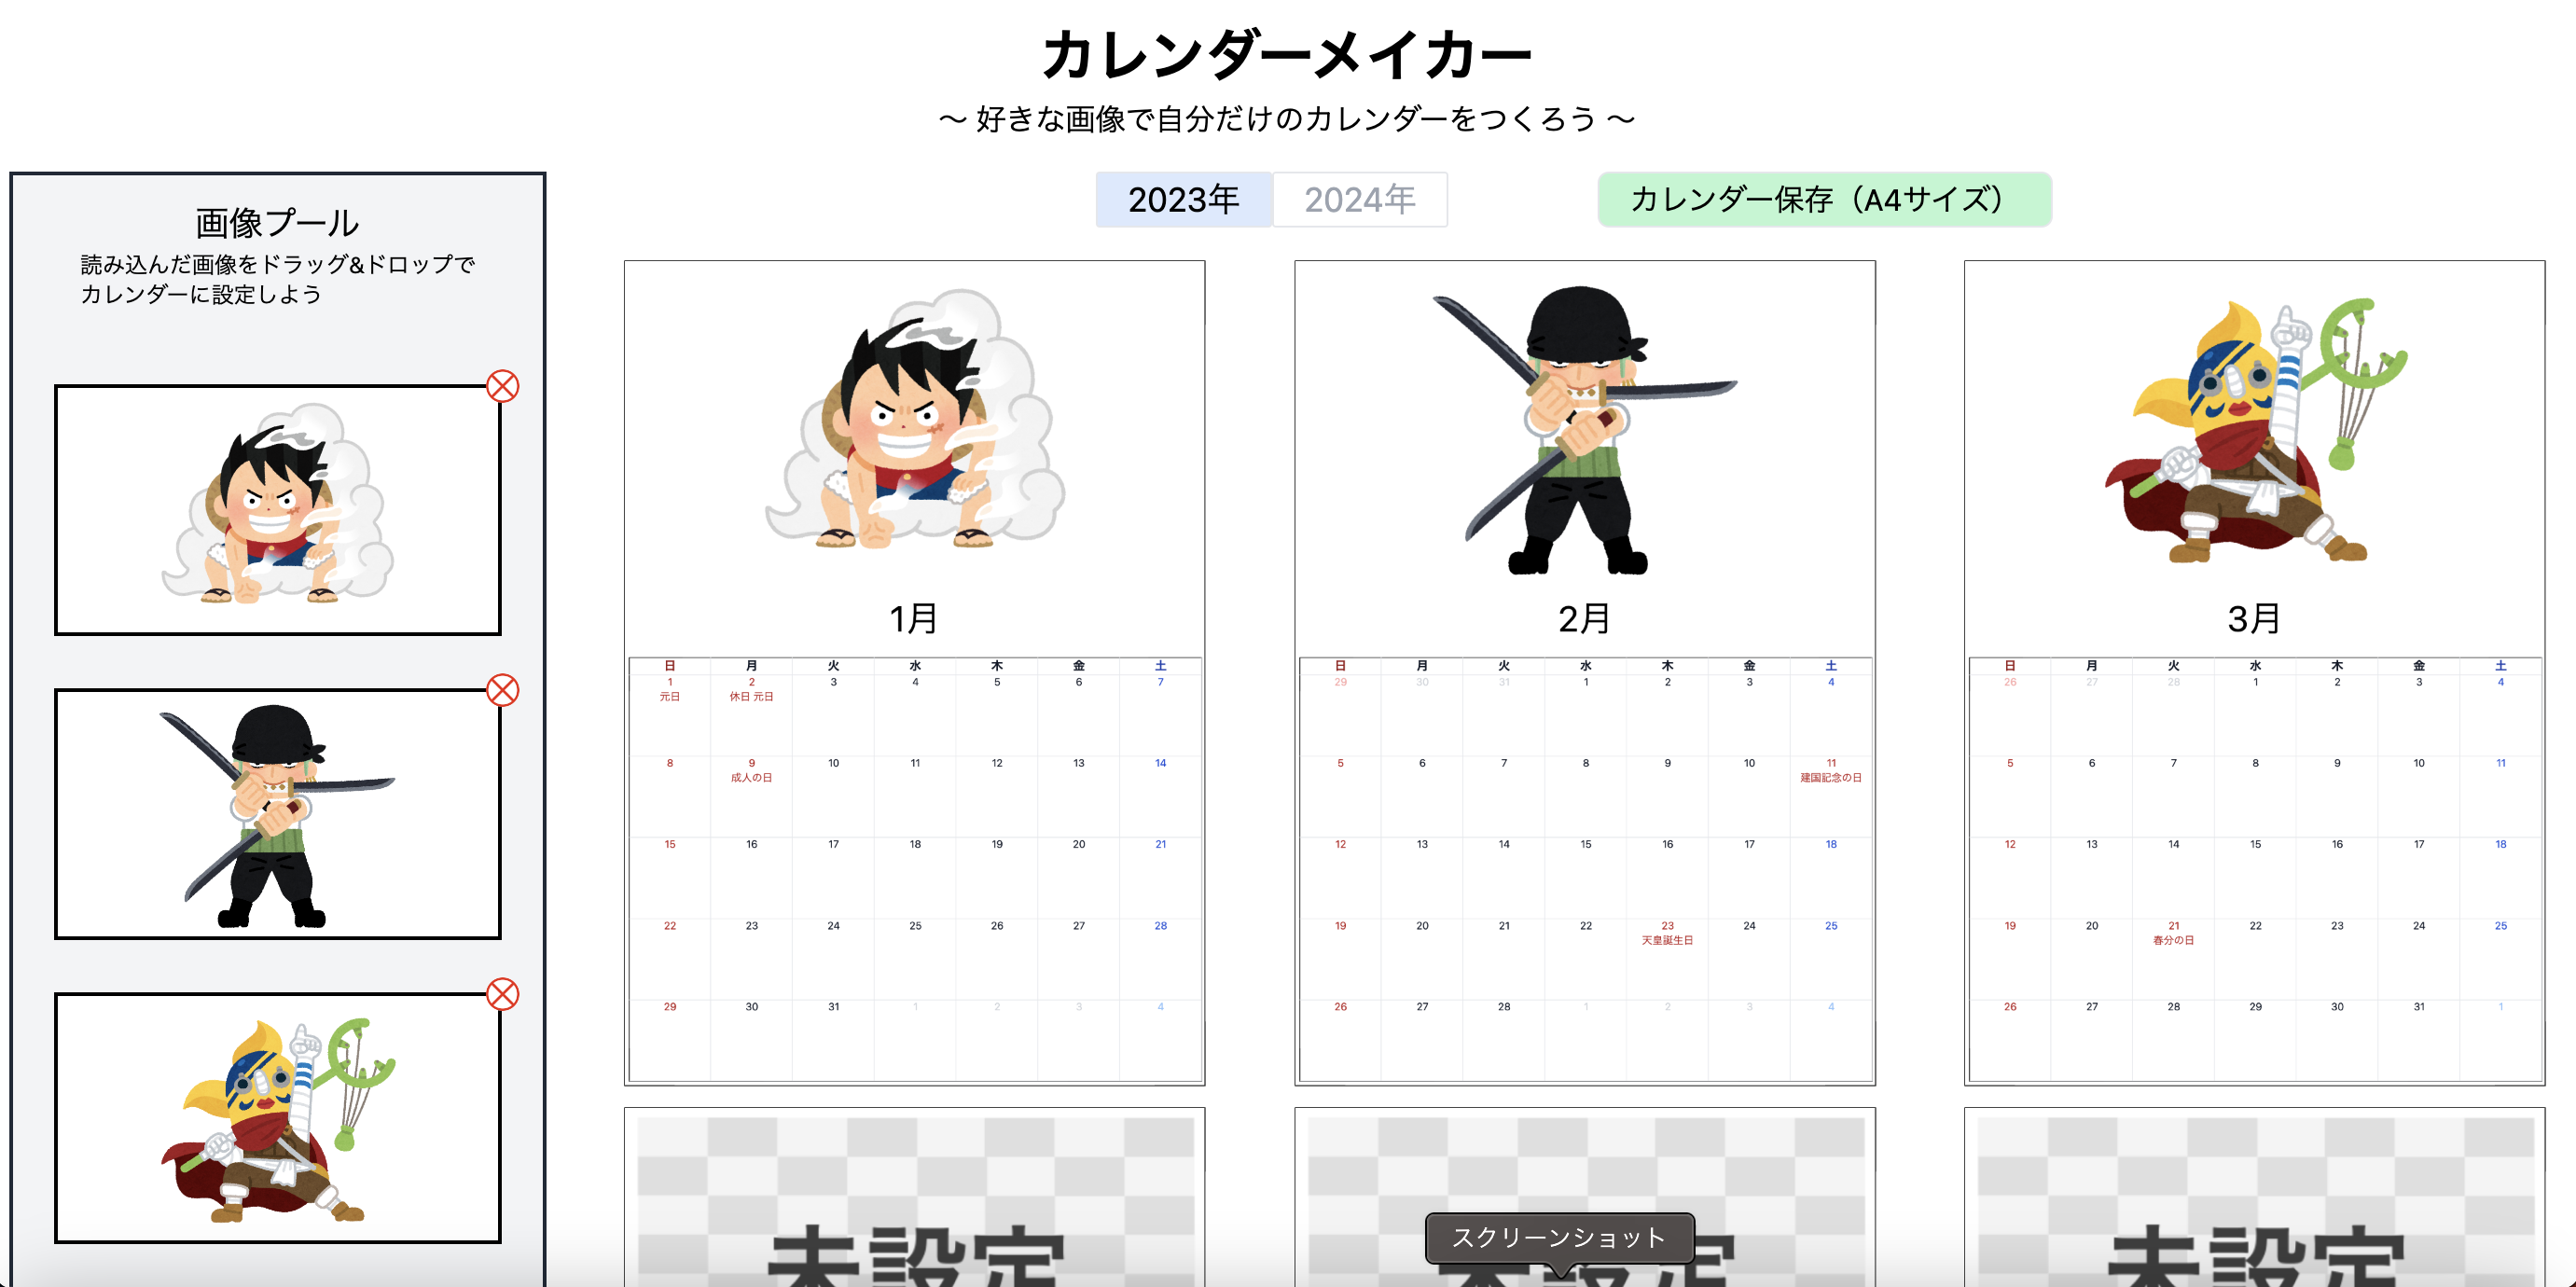 カレンダーメイカー
〜 好きな画像で自分だけのカレンダーをつくろう 〜
2023年 2024年 カレンダー保存（A4サイズ）
画像プール
読み込んだ画像をドラッグ&ドロップで
カレンダーに設定しよう
1月
日 月 火 水 木 金 土
1 2 3 4 5 6 7
元日 休日 元日
8 9 10 11 12 13 14
成人の日
15 16 17 18 19 20 21
22 23 24 25 26 27 28
29 30 31 1 2 3 4
2月
日 月 火 水 木 金 土
29 30 31 1 2 3 4
5 6 7 8 9 10 11
建国記念の日
12 13 14 15 16 17 18
19 20 21 22 23 24 25
天皇誕生日
26 27 28 1 2 3 4
3月
日 月 火 水 木 金 土
26 27 28 1 2 3 4
5 6 7 8 9 10 11
12 13 14 15 16 17 18
19 20 21 22 23 24 25
春分の日
26 27 28 29 30 31 1
未設定
未設定
スクリーンショット
未設定